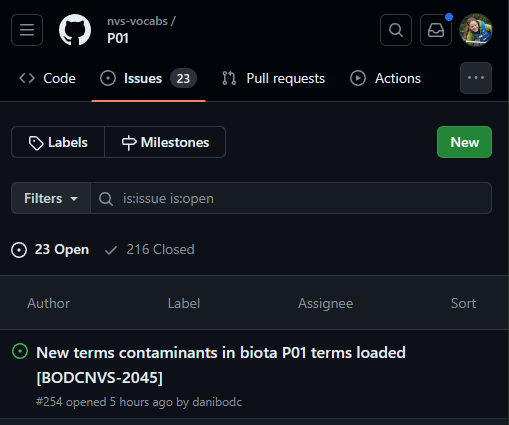 nvs-vocabs /
P01
Code Issues 23 Pull requests Actions
Labels Milestones New
Filters is:issue is:open
23 Open 216 Closed
Author Label Assignee Sort
New terms contaminants in biota P01 terms loaded
[BODCNVS-2045]
#254 opened 5 hours ago by danibodc